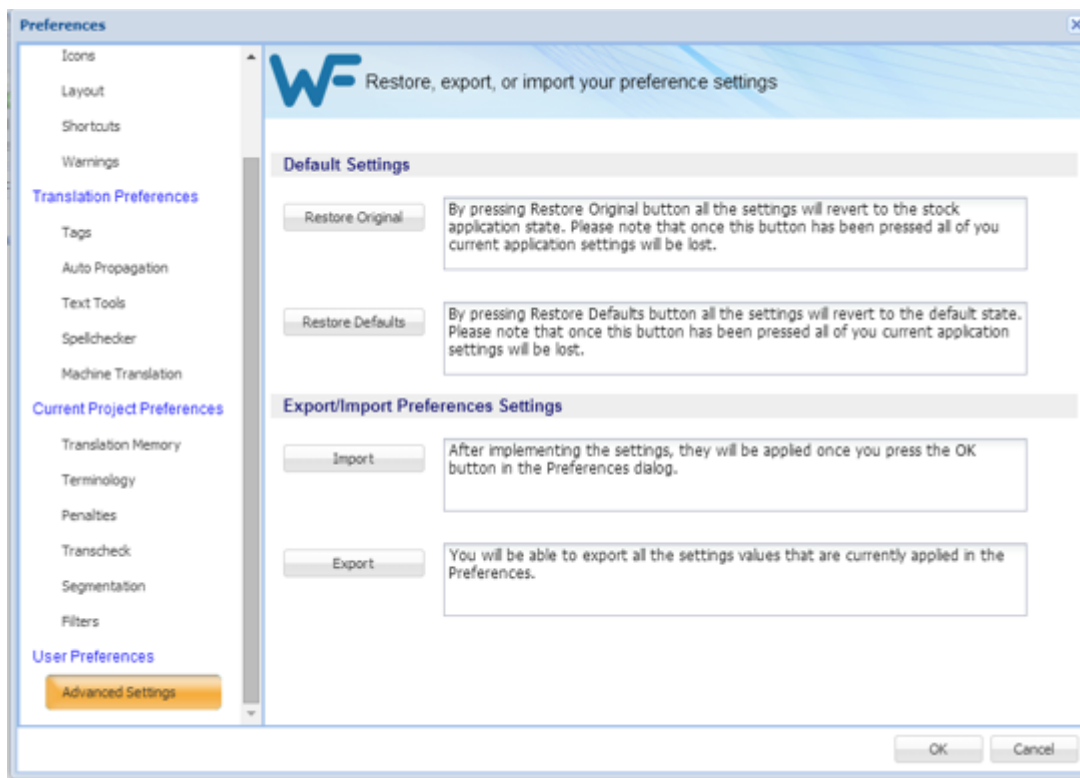 Preferences
Icons
Layout
Shortcuts
Warnings
Translation Preferences
Tags
Auto Propagation
Text Tools
Spellchecker
Machine Translation
Current Project Preferences
Translation Memory
Terminology
Penalties
Transcheck
Segmentation
Filters
User Preferences
Advanced Settings
WF Restore, export, or import your preference settings
Default Settings
Restore Original
By pressing Restore Original button all the settings will revert to the stock
application state. Please note that once this button has been pressed all of you
current application settings will be lost.
Restore Defaults
By pressing Restore Defaults button all the settings will revert to the default state.
Please note that once this button has been pressed all of you current application
settings will be lost.
Export/Import Preferences Settings
Import
After implementing the settings, they will be applied once you press the OK
button in the Preferences dialog.
Export
You will be able to export all the settings values that are currently applied in the
Preferences.
OK
Cancel